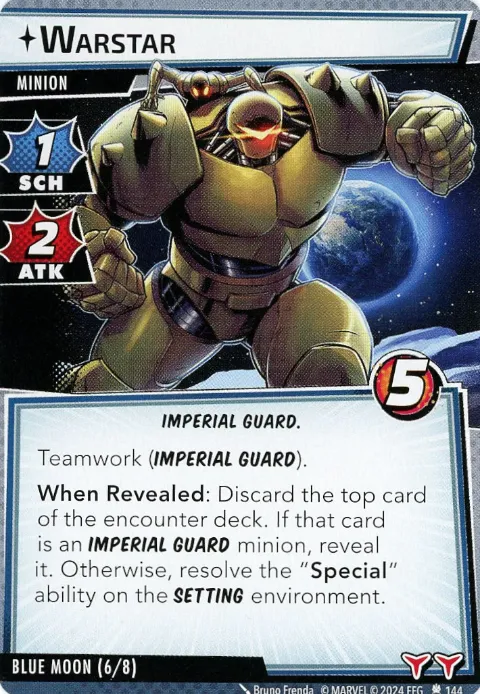 Warstar
MINION
1
SCH
2
ATK
5
IMPERIAL GUARD.
Teamwork (IMPERIAL GUARD).
When Revealed: Discard the top card
of the encounter deck. If that card
is an IMPERIAL GUARD minion, reveal
it. Otherwise, resolve the “Special”
ability on the SETTING environment.
BLUE MOON (6/8)
Bruno Frenda © MARVEL © 2024 FFG 144